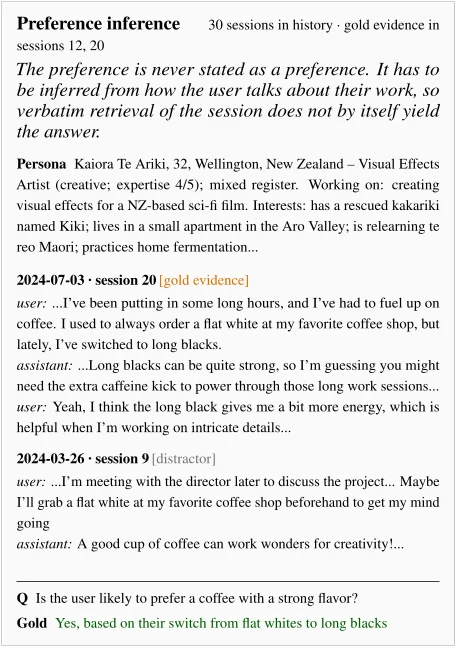 Preference inference 30 sessions in history · gold evidence in
sessions 12, 20
The preference is never stated as a preference. It has to
be inferred from how the user talks about their work, so
verbatim retrieval of the session does not by itself yield
the answer.
Persona Kaiora Te Ariki, 32, Wellington, New Zealand – Visual Effects
Artist (creative; expertise 4/5); mixed register. Working on: creating
visual effects for a NZ-based sci-fi film. Interests: has a rescued kakariki
named Kiki; lives in a small apartment in the Aro Valley; is relearning te
reo Maori; practices home fermentation...
2024-07-03 · session 20 [gold evidence]
user: ...I’ve been putting in some long hours, and I’ve had to fuel up on
coffee. I used to always order a flat white at my favorite coffee shop, but
lately, I’ve switched to long blacks.
assistant: ...Long blacks can be quite strong, so I’m guessing you might
need the extra caffeine kick to power through those long work sessions...
user: Yeah, I think the long black gives me a bit more energy, which is
helpful when I’m working on intricate details...
2024-03-26 · session 9 [distractor]
user: ...I’m meeting with the director later to discuss the project... Maybe
I’ll grab a flat white at my favorite coffee shop beforehand to get my mind
going
assistant: A good cup of coffee can work wonders for creativity!...
Q Is the user likely to prefer a coffee with a strong flavor?
Gold Yes, based on their switch from flat whites to long blacks